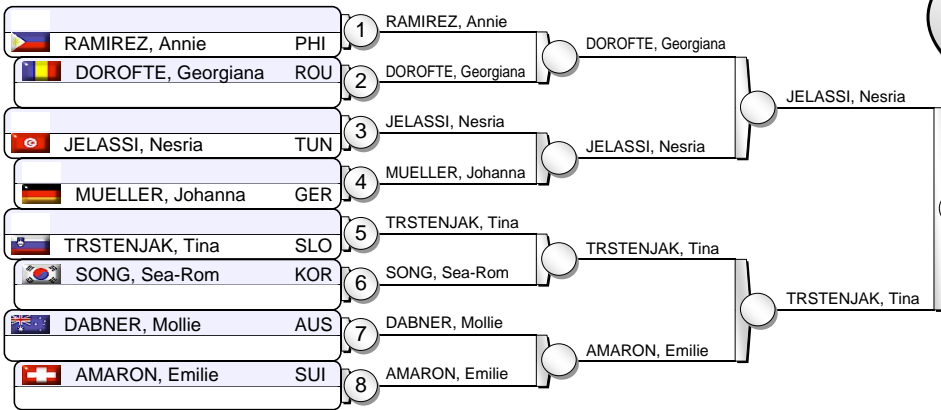 RAMIREZ, Annie PHI
1
RAMIREZ, Annie
DOROFTE, Georgiana ROU
2
DOROFTE, Georgiana
DOROFTE, Georgiana
JELASSI, Nesria TUN
3
JELASSI, Nesria
MUELLER, Johanna GER
4
MUELLER, Johanna
JELASSI, Nesria
JELASSI, Nesria
TRSTENJAK, Tina SLO
5
TRSTENJAK, Tina
SONG, Sea-Rom KOR
6
SONG, Sea-Rom
TRSTENJAK, Tina
DABNER, Mollie AUS
7
DABNER, Mollie
AMARON, Emilie SUI
8
AMARON, Emilie
AMARON, Emilie
TRSTENJAK, Tina